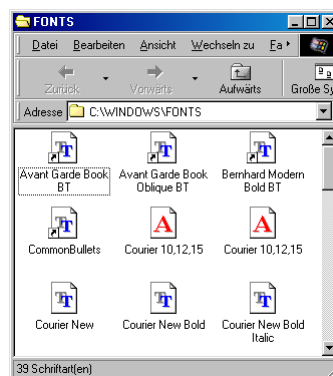 FONTS
Datei Bearbeiten Ansicht Wechseln zu Fa
Zurück Vorwärts Aufwärts Große Sy
Adresse C:\WINDOWS\FONTS
Avant Garde Book BT
Avant Garde Book Oblique BT
Bernhard Modern Bold BT
CommonBullets
Courier 10,12,15
Courier 10,12,15
Courier New
Courier New Bold
Courier New Bold Italic
39 Schriftart(en)